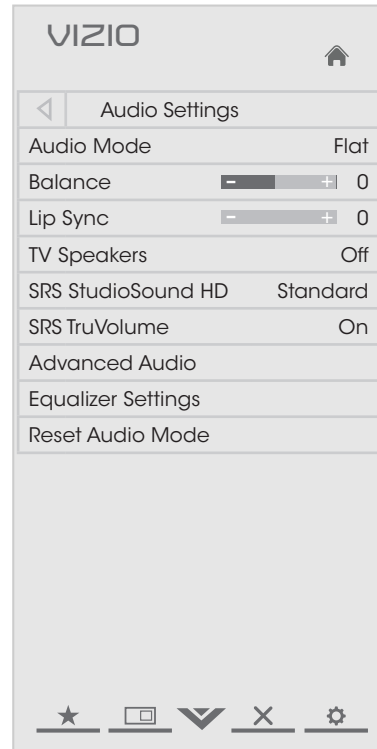 VIZIO
Audio Settings
Audio Mode Flat
Balance - + 0
Lip Sync - + 0
TV Speakers Off
SRS StudioSound HD Standard
SRS TruVolume On
Advanced Audio
Equalizer Settings
Reset Audio Mode